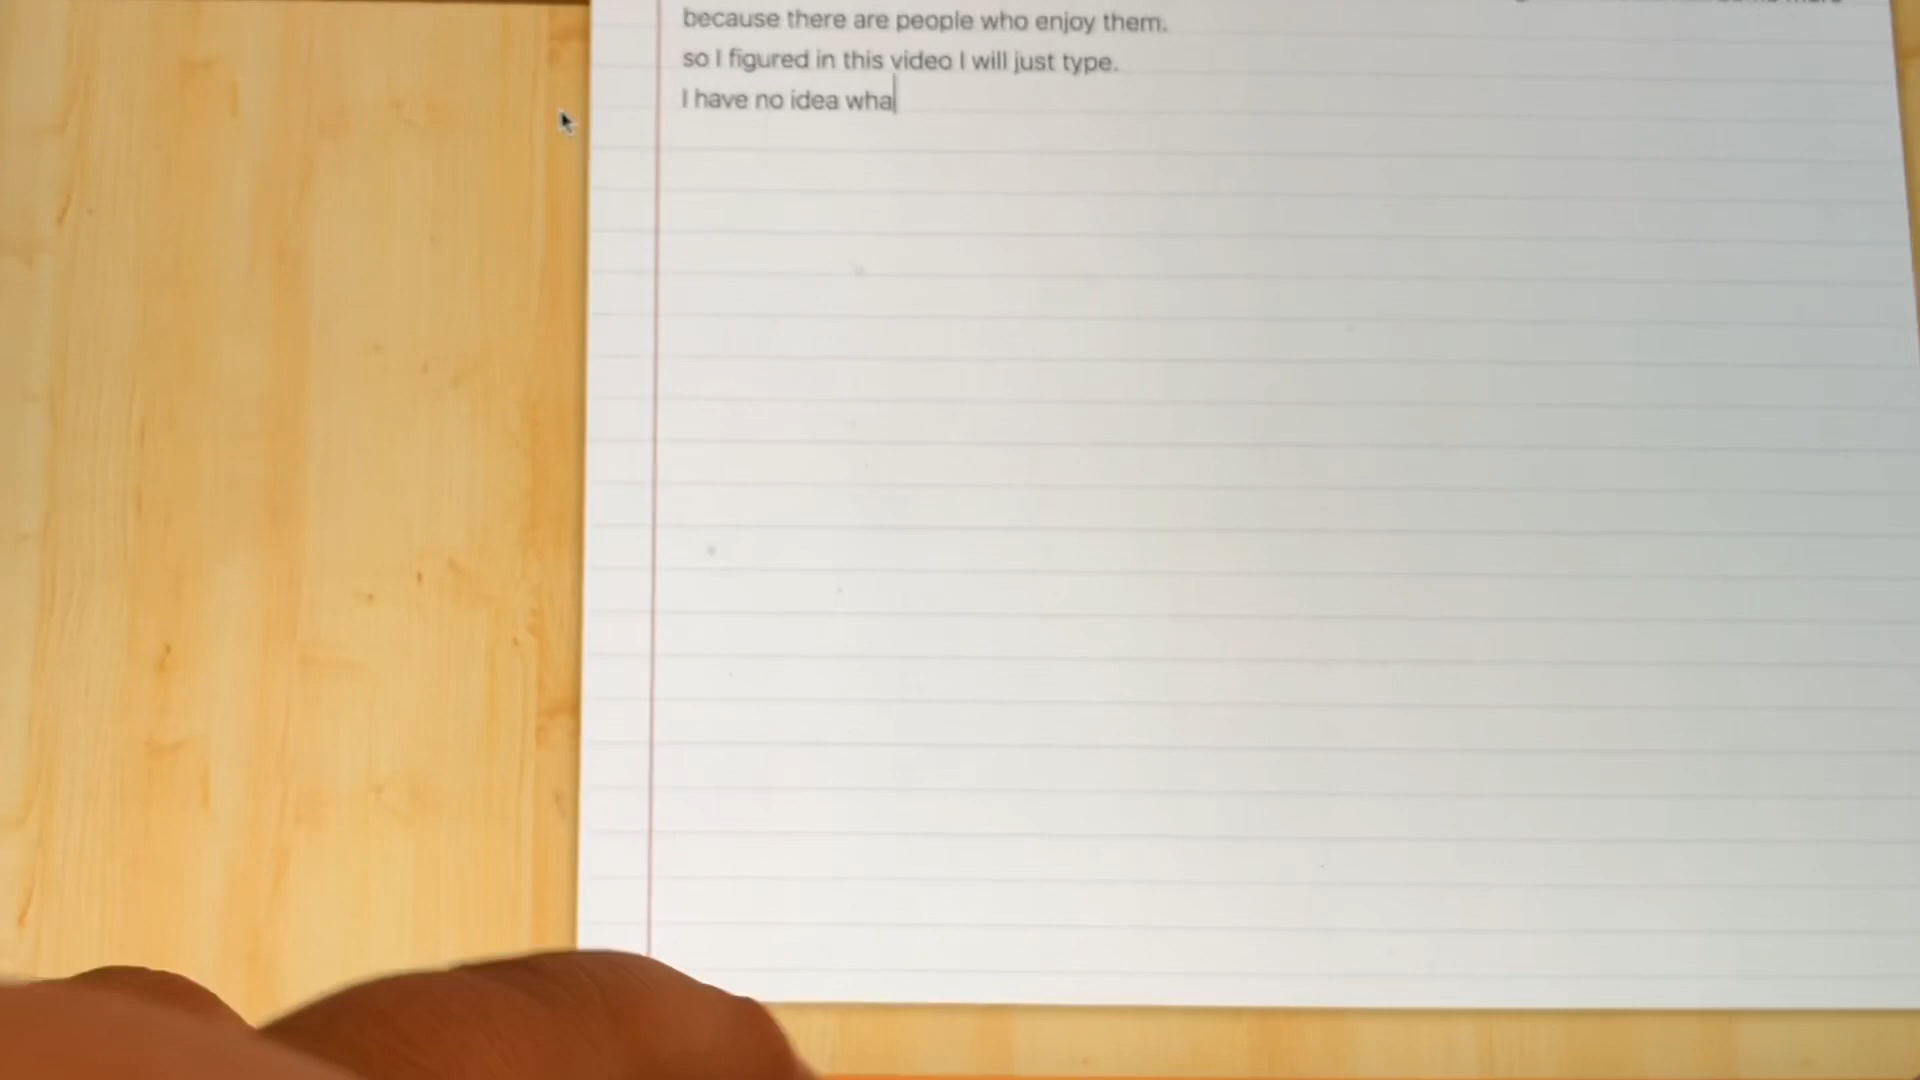 because there are people who enjoy them.
so I figured in this video I will just type.
I have no idea wha